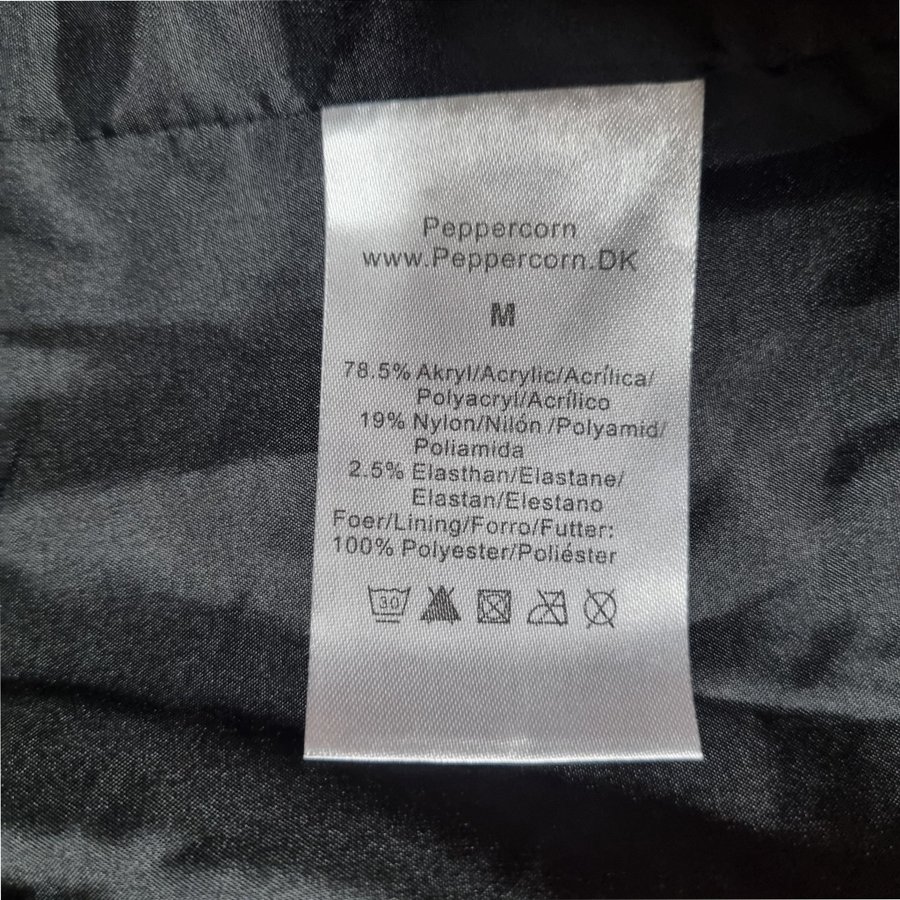 Peppercorn
www.Peppercorn.DK
M
78.5% Akryl/Acrylic/Acrílica/
Polyacryl/Acrílico
19% Nylon/Nilón /Polyamid/
Poliamida
2.5% Elasthan/Elastane/
Elastan/Elestano
Foer/Lining/Forro/Futter:
100% Polyester/Poliéster
30